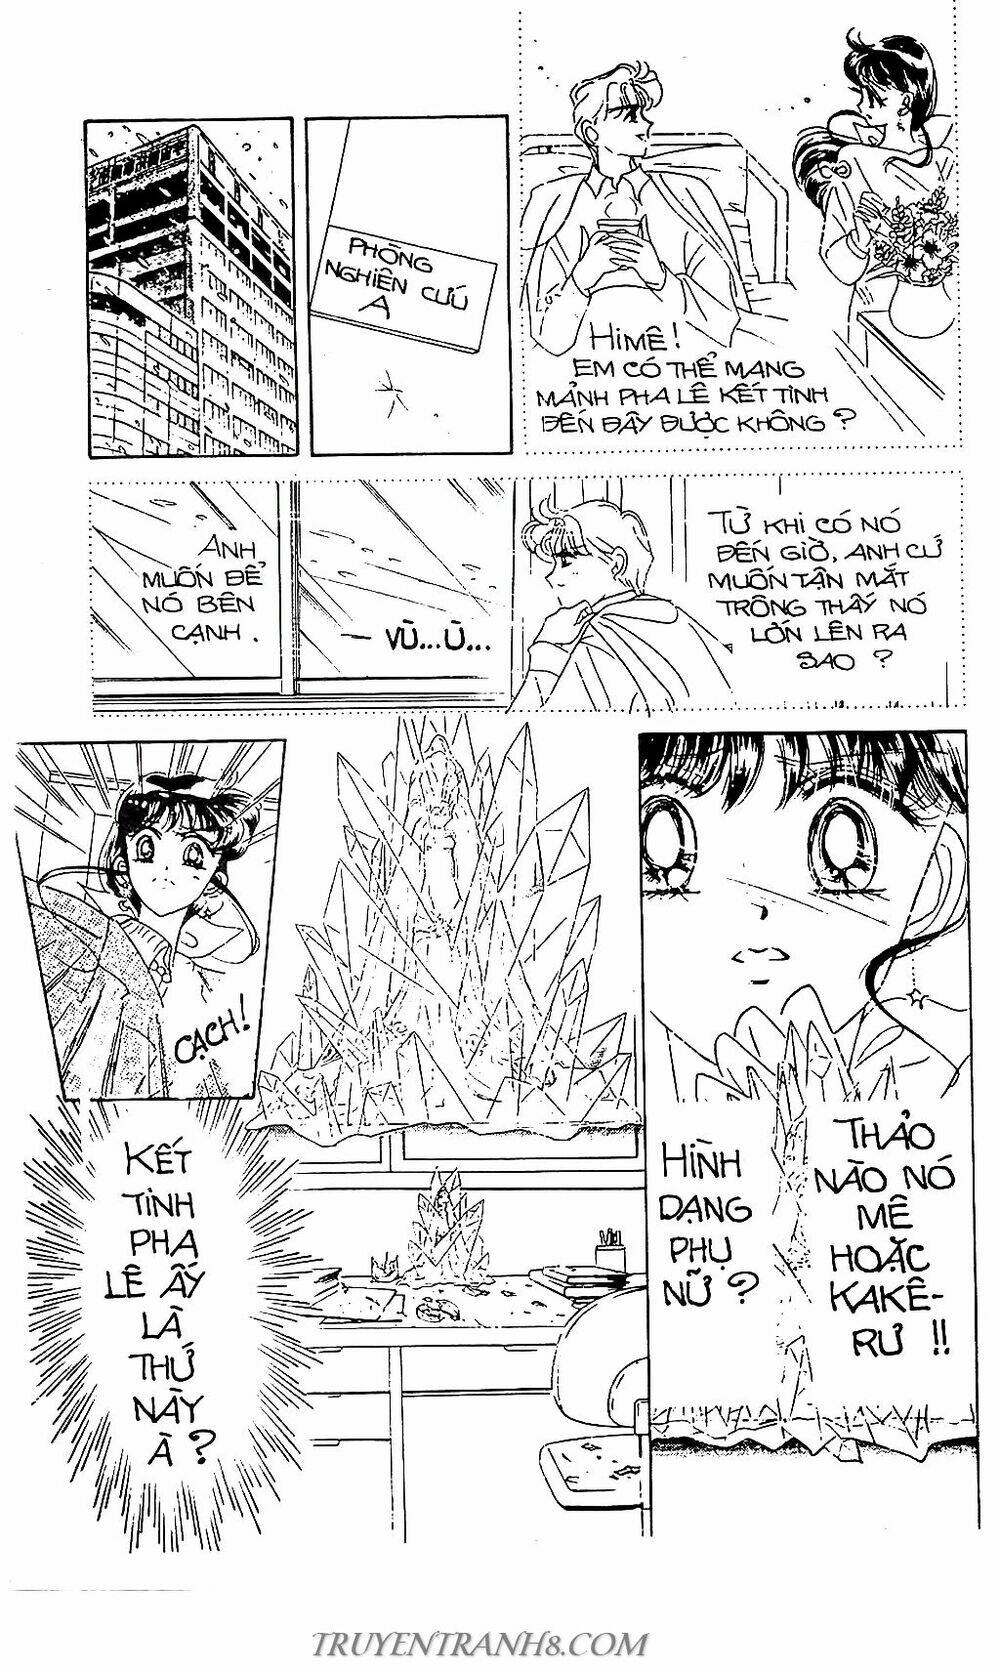 PHÒNG
NGHIÊN CỨU
A
HIMÊ!
EM CÓ THỂ MANG
MẢNH PHA LÊ KẾT TINH
ĐẾN ĐÂY ĐƯỢC KHÔNG?
ANH
MUỐN ĐỂ
NÓ BÊN
CẠNH.
— VÙ...Ù...
TỪ KHI CÓ NÓ
ĐẾN GIỜ, ANH CỨ
MUỐN TẬN MẮT
TRÔNG THẤY NÓ
LỚN LÊN RA
SAO?
CẠCH!
KẾT
TINH
PHA
LÊ ẤY
LÀ
THỨ
NÀY
À?
HÌNH
DẠNG
PHỤ
NỮ?
THẢO
NÀO NÓ
MÊ
HOẶC
KAKÊ-
RƯ!!
TRUYENTRANH8.COM